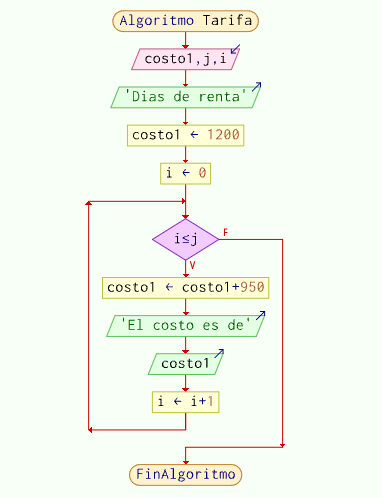 Algoritmo Tarifa
costo1,j,i
'Dias de renta'
costo1 ← 1200
i ← 0
i≤j
F
V
costo1 ← costo1+950
'El costo es de'
costo1
i ← i+1
FinAlgoritmo